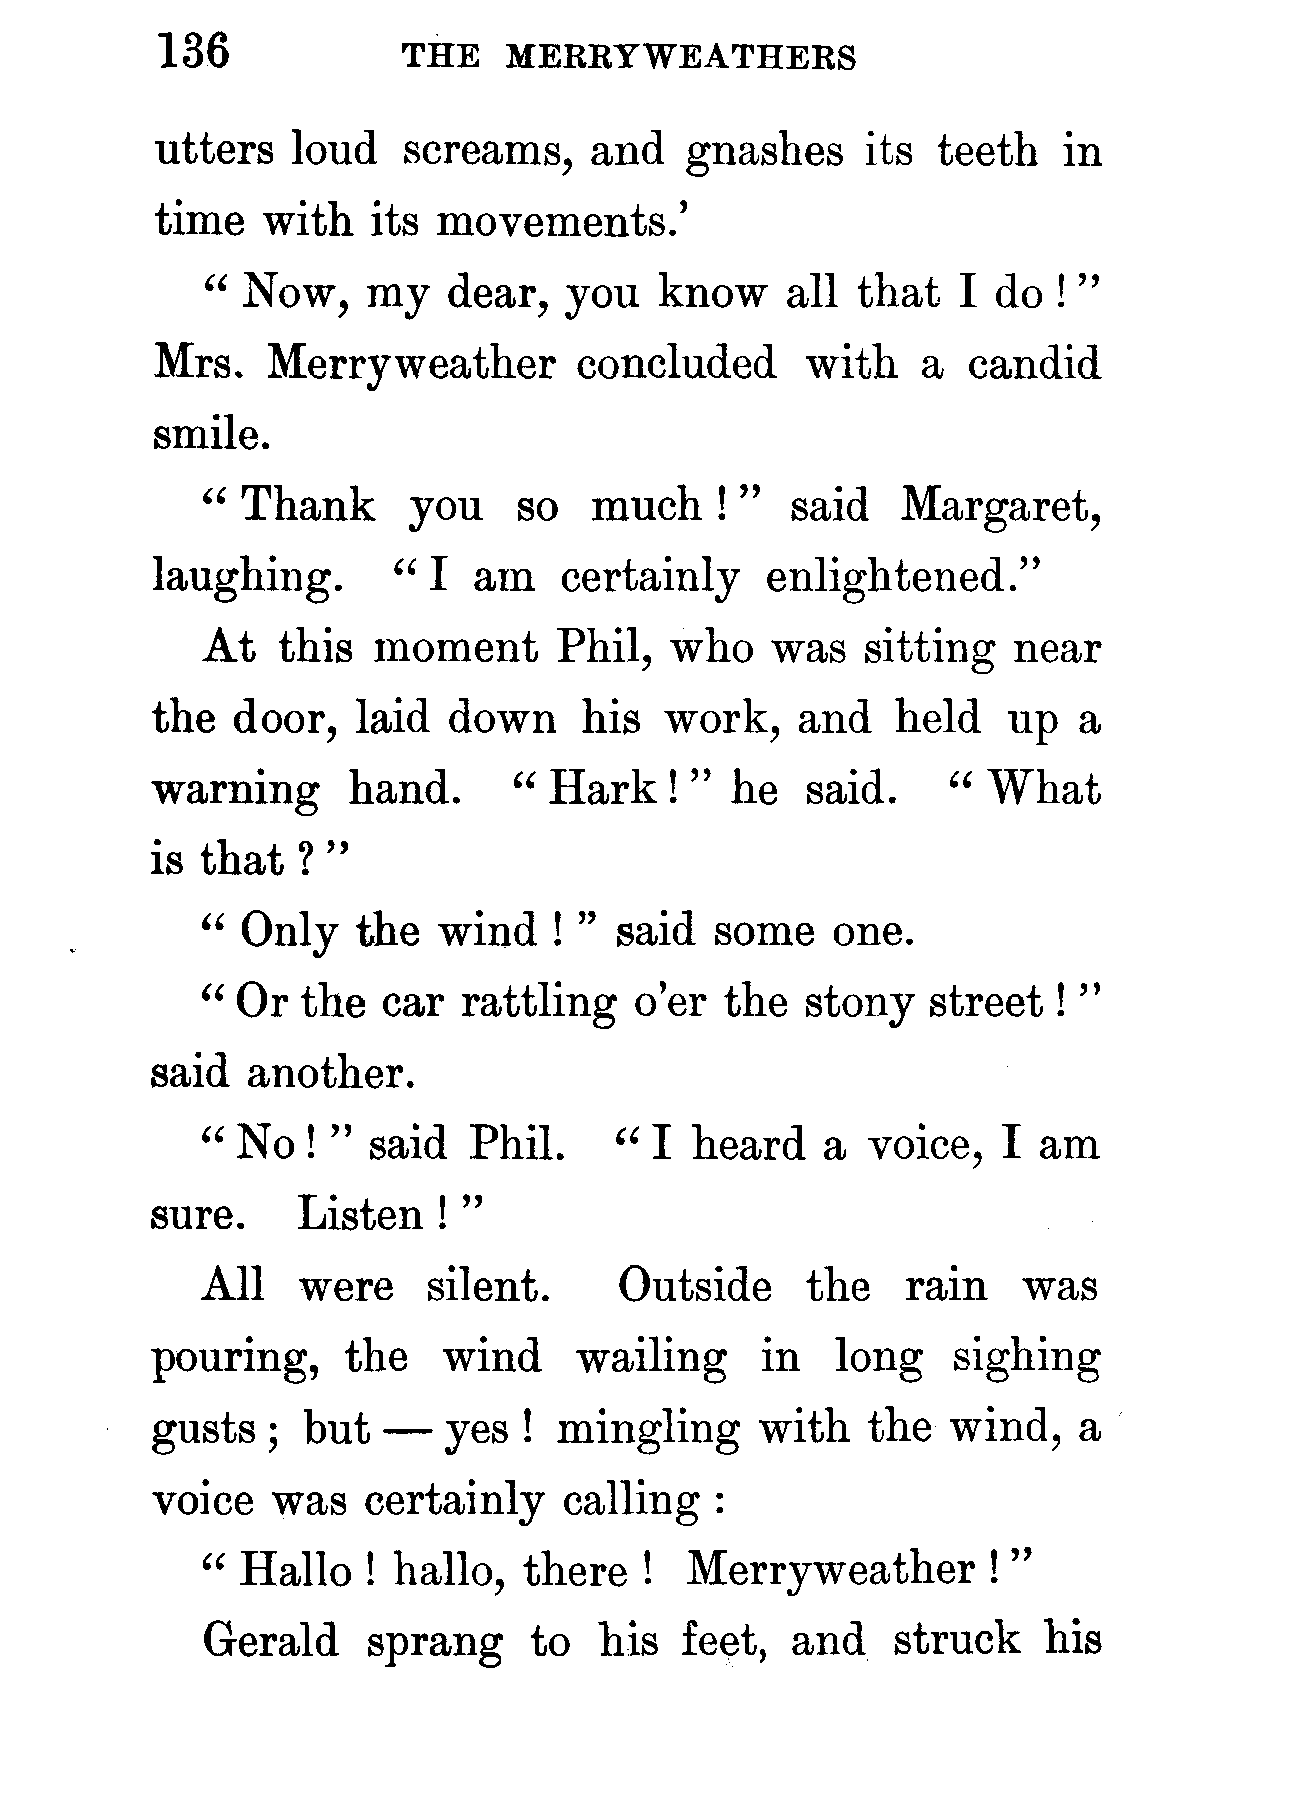 136 THE MERRYWEATHERS
utters loud screams, and gnashes its teeth in
time with its movements.'
“ Now, my dear, you know all that I do ! ”
Mrs. Merryweather concluded with a candid
smile.
“ Thank you so much ! ” said Margaret,
laughing. “ I am certainly enlightened.”
At this moment Phil, who was sitting near
the door, laid down his work, and held up a
warning hand. “ Hark ! ” he said. “ What
is that ? ”
“ Only the wind ! ” said some one.
“ Or the car rattling o'er the stony street ! ”
said another.
“ No ! ” said Phil. “ I heard a voice, I am
sure. Listen ! ”
All were silent. Outside the rain was
pouring, the wind wailing in long sighing
gusts ; but — yes ! mingling with the wind, a
voice was certainly calling :
“ Hallo ! hallo, there ! Merryweather ! ”
Gerald sprang to his feet, and struck his